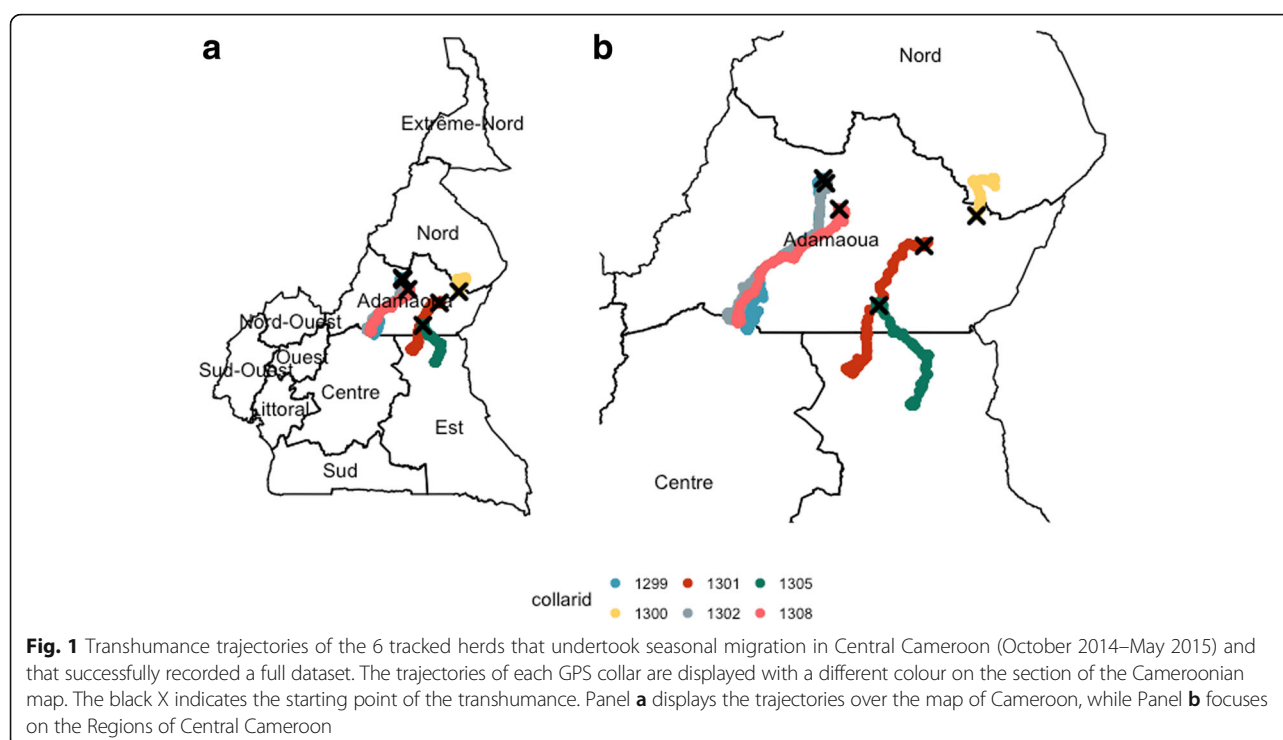 a
b
Extrême-Nord
Nord
Adamaoua
Nord-Ouest
Ouest
Sud-Ouest
Littoral
Centre
Est
Sud
Nord
Adamaoua
Centre
collarid
1299 1301 1305
1300 1302 1308
Fig. 1 Transhumance trajectories of the 6 tracked herds that undertook seasonal migration in Central Cameroon (October 2014–May 2015) and
that successfully recorded a full dataset. The trajectories of each GPS collar are displayed with a different colour on the section of the Cameroonian
map. The black X indicates the starting point of the transhumance. Panel a displays the trajectories over the map of Cameroon, while Panel b focuses
on the Regions of Central Cameroon